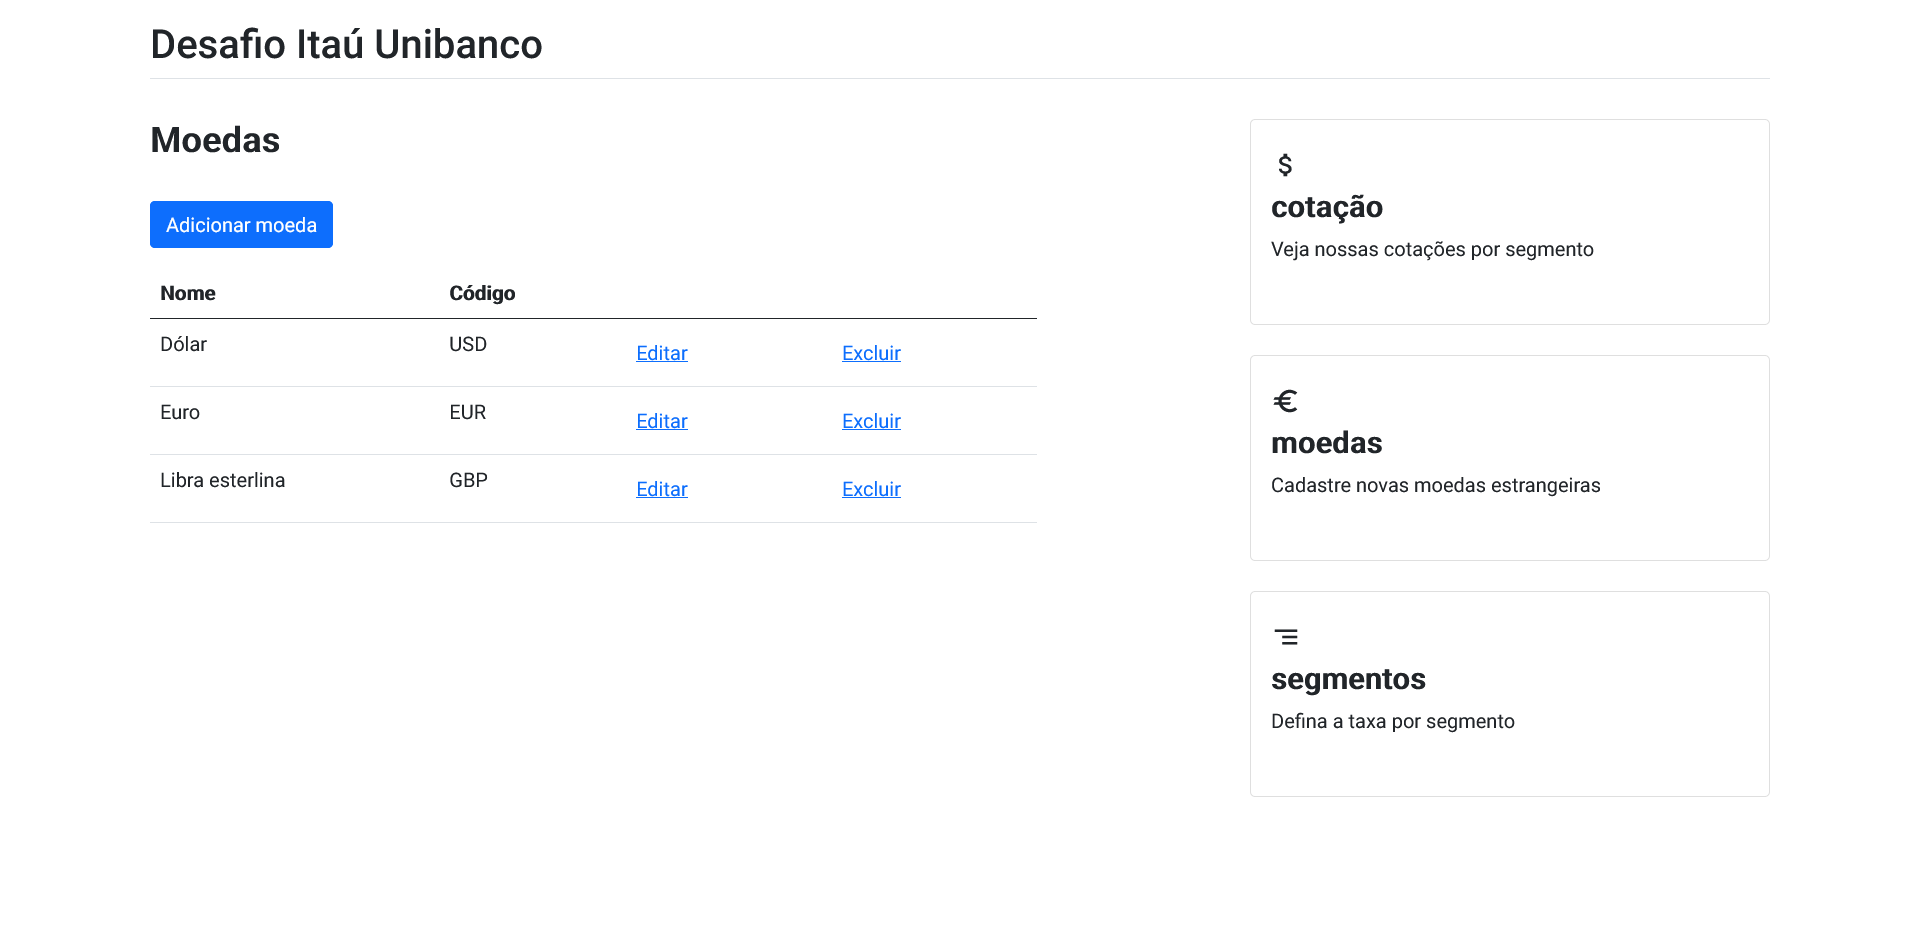 Desafio Itaú Unibanco
Moedas
Adicionar moeda
Nome Código
Dólar USD Editar Excluir
Euro EUR Editar Excluir
Libra esterlina GBP Editar Excluir
$
cotação
Veja nossas cotações por segmento
€
moedas
Cadastre novas moedas estrangeiras
segmentos
Defina a taxa por segmento